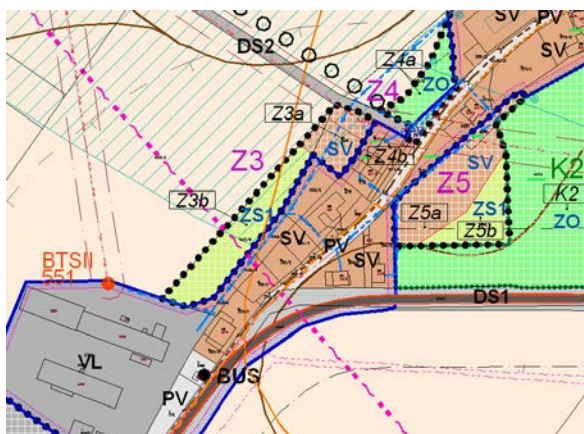 PV
SV
SV
DS2
Z4a
Z4
ZO
Z3a
SV
Z3
Z4b
SV
K2
Z5
K2
Z3b
ZS1
Z5a
ZS1
SV
PV
Z5b
ZO
SV
BTSII
551
DS1
VL
BUS
PV